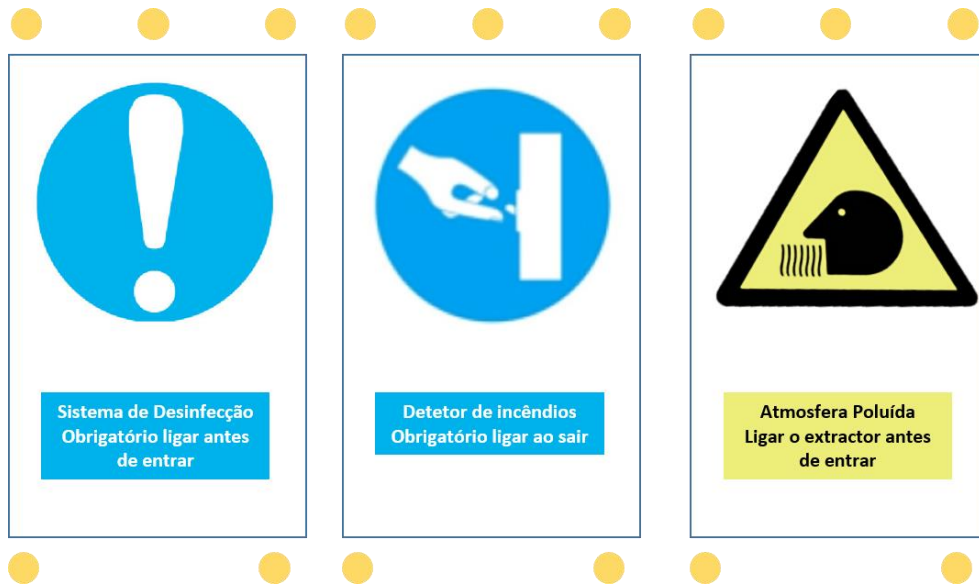 Sistema de Desinfecção
Obrigatório ligar antes
de entrar
Detetor de incêndios
Obrigatório ligar ao sair
Atmosfera Poluída
Ligar o extractor antes
de entrar